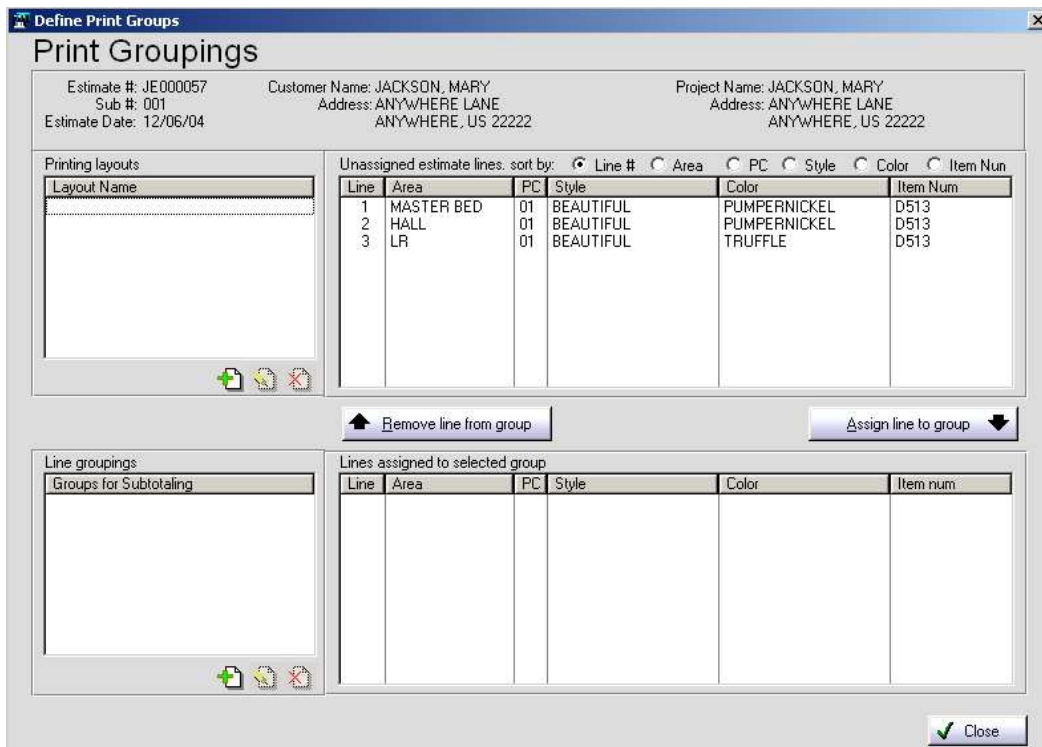 Define Print Groups
Print Groupings
Estimate #: JE000057
Sub #: 001
Estimate Date: 12/06/04
Customer Name: JACKSON, MARY
Address: ANYWHERE LANE
ANYWHERE, US 22222
Project Name: JACKSON, MARY
Address: ANYWHERE LANE
ANYWHERE, US 22222
Printing layouts
Layout Name
Unassigned estimate lines. sort by: Line # Area PC Style Color Item Nun
Line Area PC Style Color Item Num
1 MASTER BED 01 BEAUTIFUL PUMPERNICKEL D513
2 HALL 01 BEAUTIFUL PUMPERNICKEL D513
3 LR 01 BEAUTIFUL TRUFFLE D513
Remove line from group
Assign line to group
Line groupings
Groups for Subtotaling
Lines assigned to selected group
Line Area PC Style Color Item num
Close